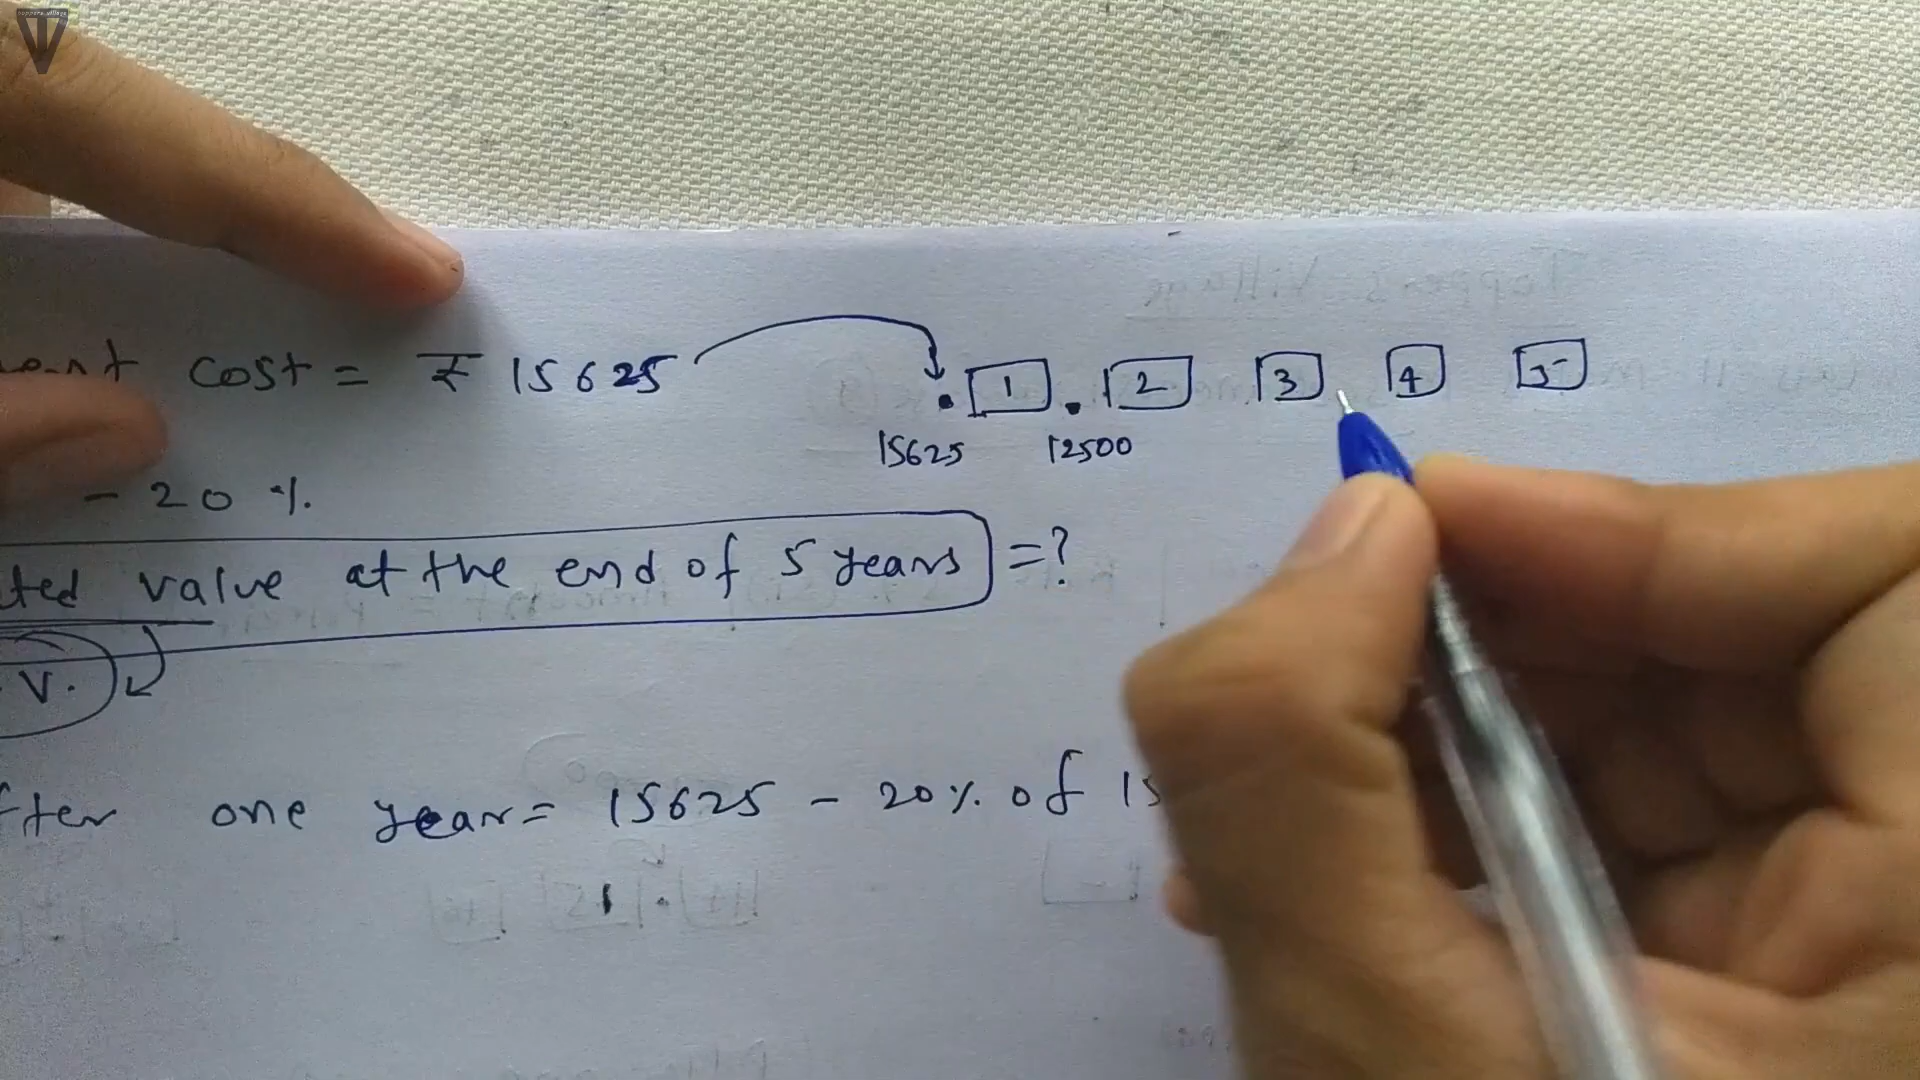 cost = ₹ 15625
1 2 3 4 5
15625 12500
- 20 %
value at the end of 5 years =?
V.
one year = 15625 - 20% of 15